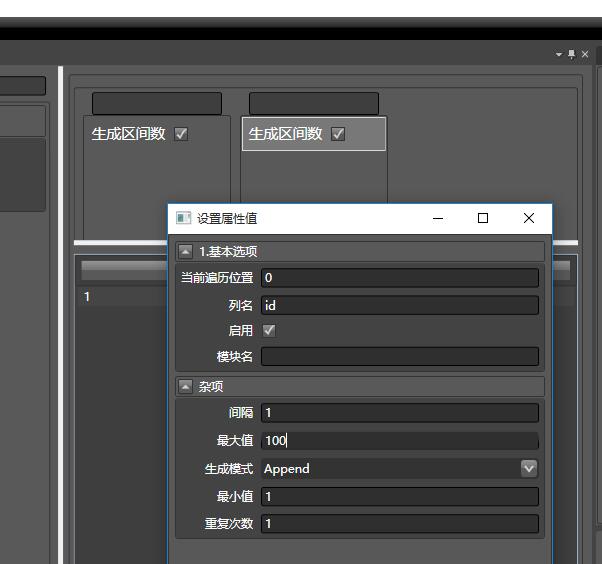 生成区间数
生成区间数
设置属性值
1.基本选项
当前遍历位置 0
列名 id
启用
模块名
1
杂项
间隔 1
最大值 100
生成模式 Append
最小值 1
重复次数 1